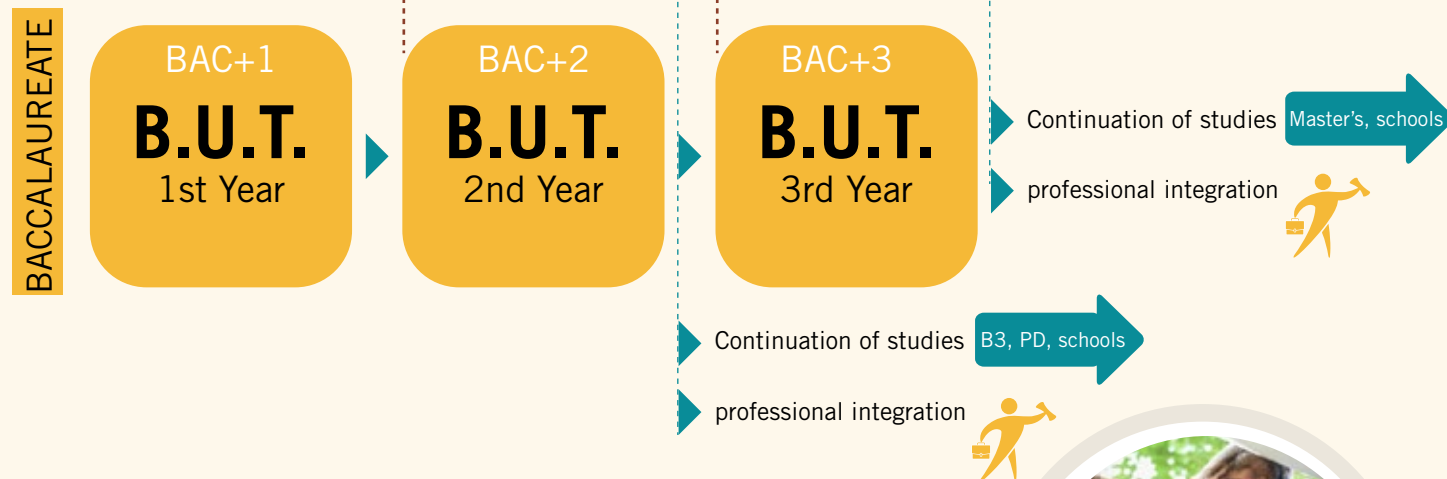 BACCALAUREATE
BAC+1
B.U.T.
1st Year
BAC+2
B.U.T.
2nd Year
BAC+3
B.U.T.
3rd Year
Continuation of studies Master's, schools
professional integration
Continuation of studies B3, PD, schools
professional integration